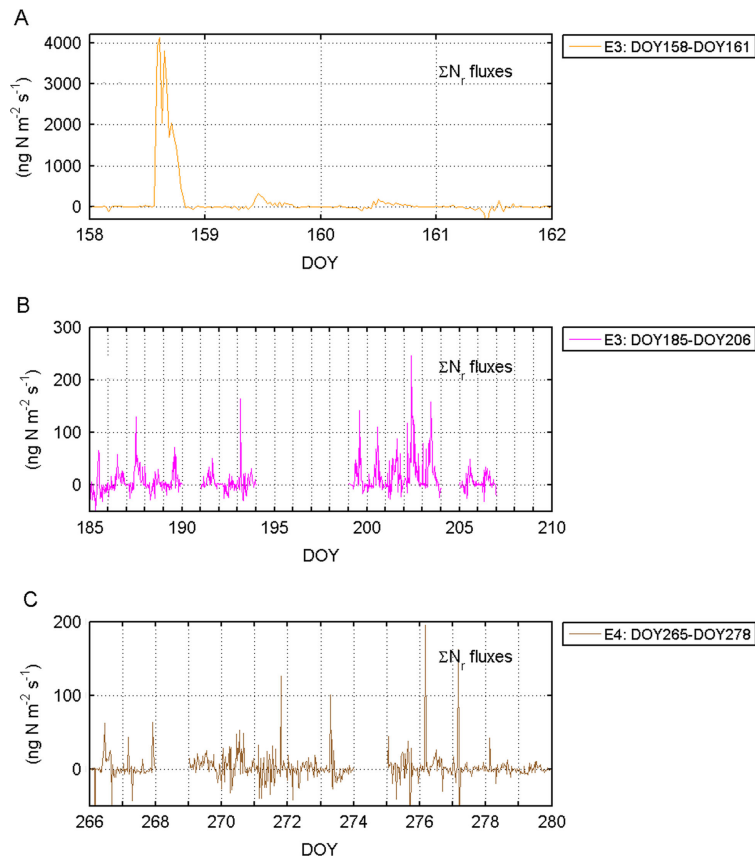 A
E3: DOY158-DOY161
ΣNr fluxes
(ng N m-2 s-1)
4000
3000
2000
1000
0
158 159 160 161 162
DOY
B
E3: DOY185-DOY206
ΣNr fluxes
(ng N m-2 s-1)
300
200
100
0
185 190 195 200 205 210
DOY
C
E4: DOY265-DOY278
ΣNr fluxes
(ng N m-2 s-1)
200
100
0
266 268 270 272 274 276 278 280
DOY